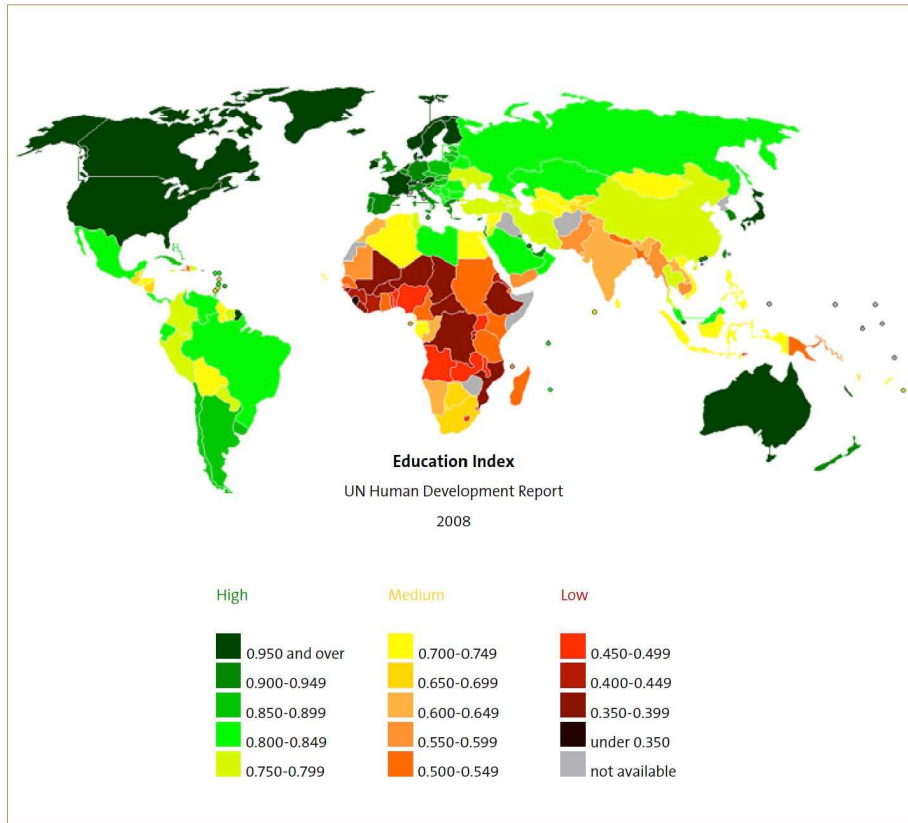 Education Index
UN Human Development Report
2008
High
0.950 and over
0.900-0.949
0.850-0.899
0.800-0.849
0.750-0.799
Medium
0.700-0.749
0.650-0.699
0.600-0.649
0.550-0.599
0.500-0.549
Low
0.450-0.499
0.400-0.449
0.350-0.399
under 0.350
not available